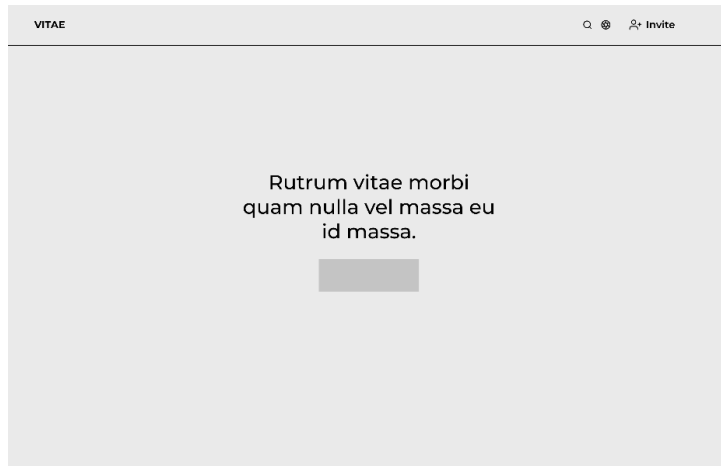 VITAE
Invite
Rutrum vitae morbi
quam nulla vel massa eu
id massa.